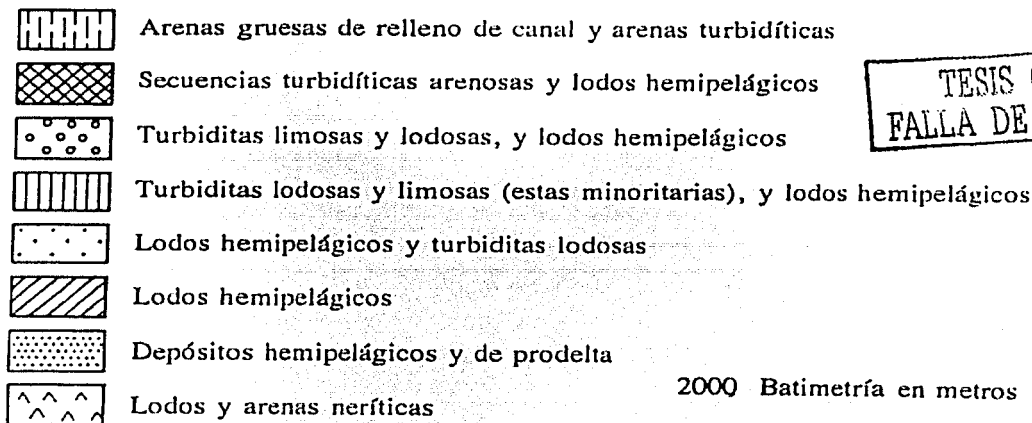 Arenas gruesas de relleno de canal y arenas turbidíticas
Secuencias turbidíticas arenosas y lodos hemipelágicos
TESIS
FALLA DE
Turbiditas limosas y lodosas, y lodos hemipelágicos
Turbiditas lodosas y limosas (estas minoritarias), y lodos hemipelágicos
Lodos hemipelágicos y turbiditas lodosas
Lodos hemipelágicos
Depósitos hemipelágicos y de prodelta
2000 Batimetría en metros
Lodos y arenas neríticas